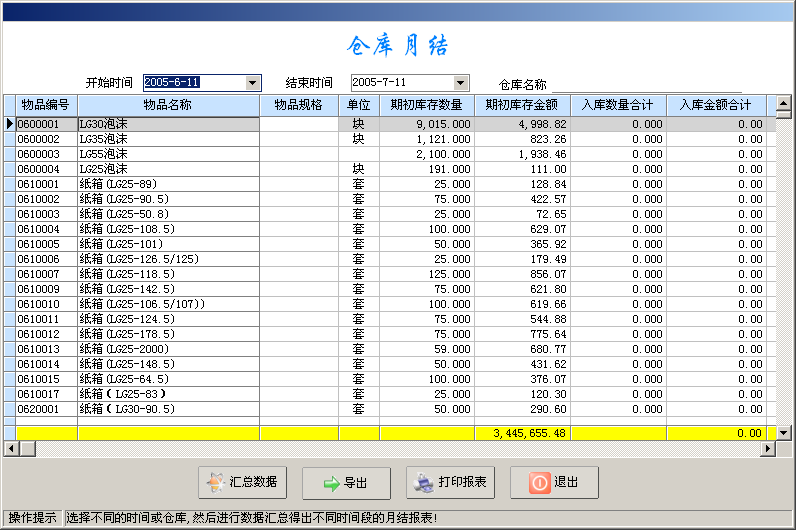 仓库月结
开始时间 2005-6-11 结束时间 2005-7-11 仓库名称
物品编号 物品名称 物品规格 单位 期初库存数量 期初库存金额 入库数量合计 入库金额合计
0600001 LG30泡沫 块 9,015.000 4,998.82 0.000 0.00
0600002 LG35泡沫 块 1,121.000 823.26 0.000 0.00
0600003 LG55泡沫 2,100.000 1,938.46 0.000 0.00
0600004 LG25泡沫 块 191.000 111.00 0.000 0.00
0610001 纸箱(LG25-89) 套 25.000 128.84 0.000 0.00
0610002 纸箱(LG25-90.5) 套 75.000 422.57 0.000 0.00
0610003 纸箱(LG25-50.8) 套 25.000 72.65 0.000 0.00
0610004 纸箱(LG25-108.5) 套 100.000 629.07 0.000 0.00
0610005 纸箱(LG25-101) 套 50.000 365.92 0.000 0.00
0610006 纸箱(LG25-126.5/125) 套 25.000 179.49 0.000 0.00
0610007 纸箱(LG25-118.5) 套 125.000 856.07 0.000 0.00
0610009 纸箱(LG25-142.5) 套 75.000 621.80 0.000 0.00
0610010 纸箱(LG25-106.5/107)) 套 100.000 619.66 0.000 0.00
0610011 纸箱(LG25-124.5) 套 75.000 544.88 0.000 0.00
0610012 纸箱(LG25-178.5) 套 75.000 775.64 0.000 0.00
0610013 纸箱(LG25-2000) 套 59.000 680.77 0.000 0.00
0610014 纸箱(LG25-148.5) 套 50.000 431.62 0.000 0.00
0610015 纸箱(LG25-64.5) 套 100.000 376.07 0.000 0.00
0610017 纸箱(LG25-83) 套 25.000 120.30 0.000 0.00
0620001 纸箱(LG30-90.5) 套 50.000 290.60 0.000 0.00
3,445,655.48 0.00
汇总数据 导出 打印报表 退出
操作提示 选择不同的时间或仓库,然后进行数据汇总得出不同时间段的月结报表!